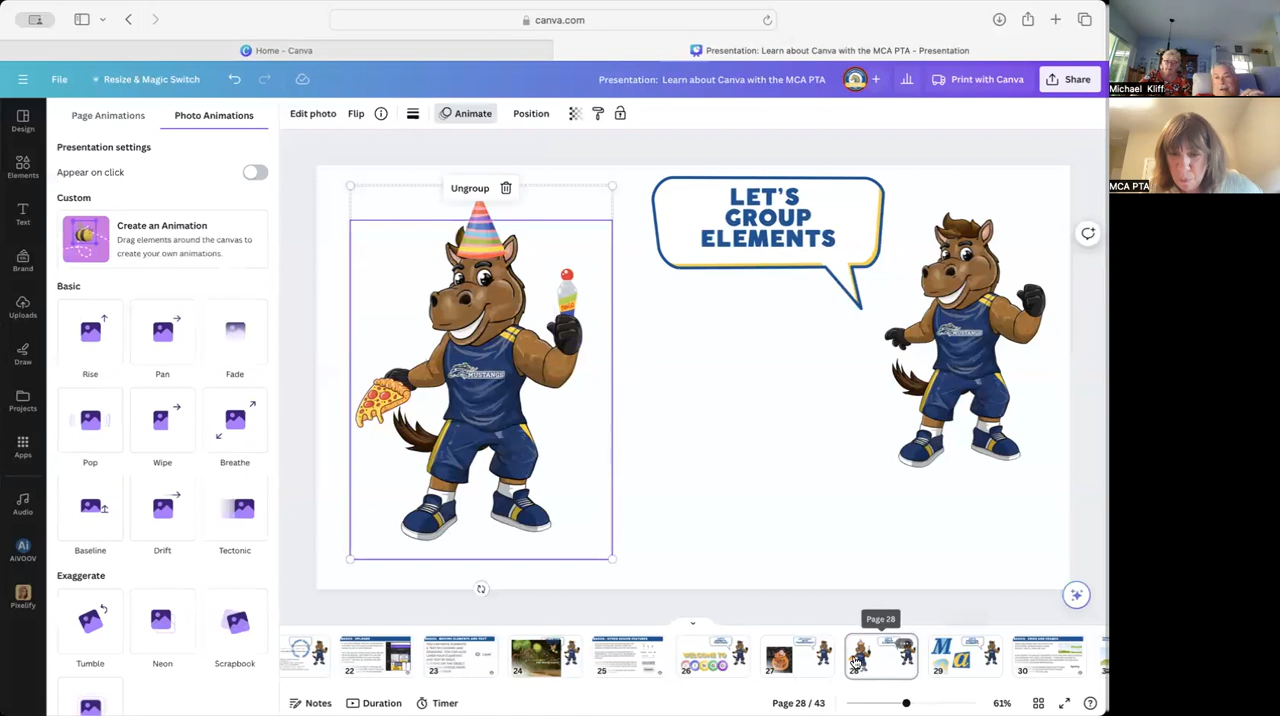 canva.com
Home - Canva
Presentation: Learn about Canva with the MCA PTA - Presentation
File
Resize & Magic Switch
Presentation: Learn about Canva with the MCA PTA
Print with Canva
Share
Design
Elements
Text
Brand
Uploads
Draw
Projects
Apps
Audio
AiVOOV
Pixelify
Page Animations
Photo Animations
Presentation settings
Appear on click
Custom
Create an Animation
Drag elements around the canvas to
create your own animations.
Basic
Rise
Pan
Fade
Pop
Wipe
Breathe
Baseline
Drift
Tectonic
Exaggerate
Tumble
Neon
Scrapbook
Edit photo
Flip
Animate
Position
Ungroup
LET'S
GROUP
ELEMENTS
MUSTANGS
MUSTANGS
Page 28
23
24
25
26
27
28
29
30
Notes
Duration
Timer
Page 28 / 43
61%
Michael Kliff
MCA PTA